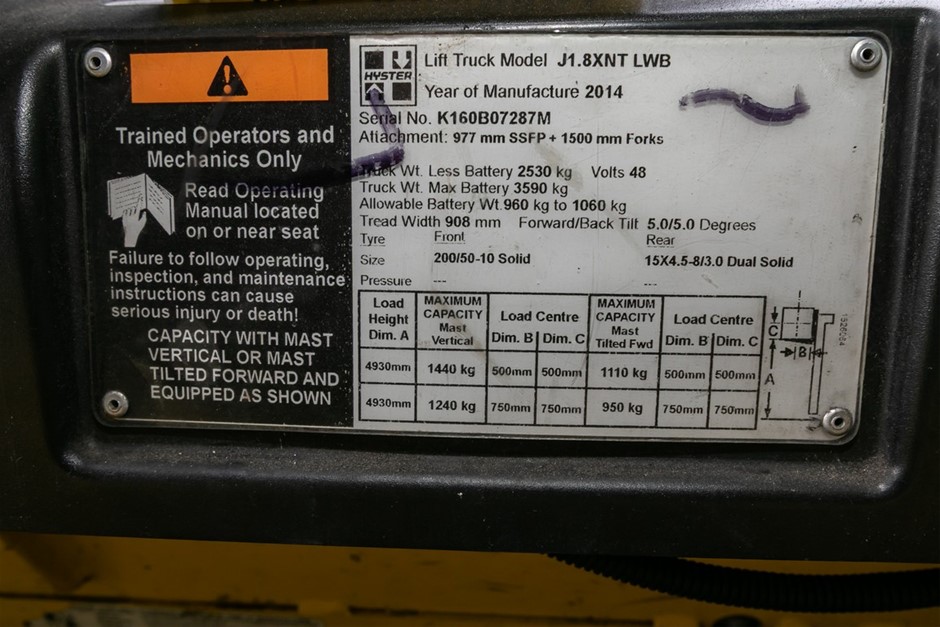 Trained Operators and
Mechanics Only
Read Operating
Manual located
on or near seat
Failure to follow operating,
inspection, and maintenance
instructions can cause
serious injury or death!
CAPACITY WITH MAST
VERTICAL OR MAST
TILTED FORWARD AND
EQUIPPED AS SHOWN
HYSTER
Lift Truck Model J1.8XNT LWB
Year of Manufacture 2014
Serial No. K160B07287M
Attachment: 977 mm SSFP + 1500 mm Forks
Truck Wt. Less Battery 2530 kg Volts 48
Truck Wt. Max Battery 3590 kg
Allowable Battery Wt. 960 kg to 1060 kg
Tread Width 908 mm Forward/Back Tilt 5.0/5.0 Degrees
Tyre Front Rear
Size 200/50-10 Solid 15X4.5-8/3.0 Dual Solid
Pressure --- ---
Load Height Dim. A MAXIMUM CAPACITY Mast Vertical Load Centre Dim. B Dim. C MAXIMUM CAPACITY Mast Tilted Fwd Load Centre Dim. B Dim. C
4930mm 1440 kg 500mm 500mm 1110 kg 500mm 500mm
4930mm 1240 kg 750mm 750mm 950 kg 750mm 750mm
C
B
A
1526064